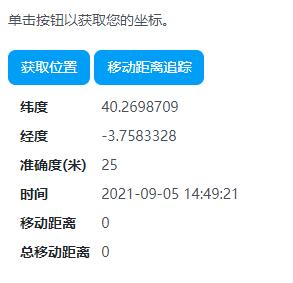 单击按钮以获取您的坐标。
获取位置 移动距离追踪
纬度 40.2698709
经度 -3.7583328
准确度(米) 25
时间 2021-09-05 14:49:21
移动距离 0
总移动距离 0